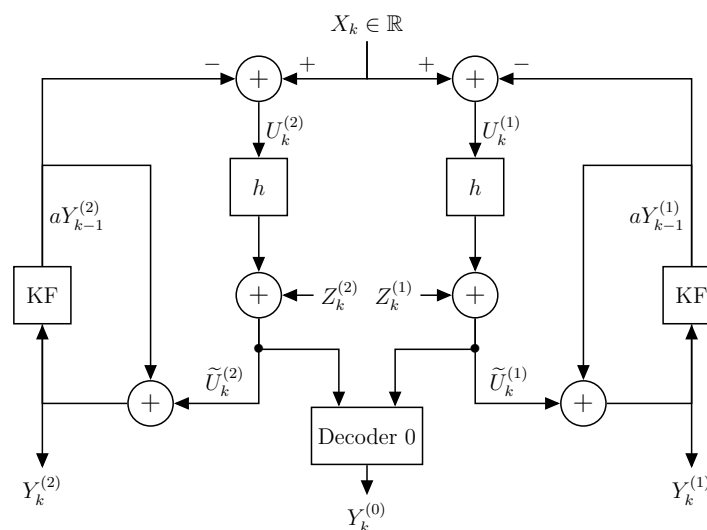 X_k ∈ ℝ
− + + + + −
U_k^{(2)} U_k^{(1)}
h h
aY_{k−1}^{(2)} aY_{k−1}^{(1)}
KF + Z_k^{(2)} Z_k^{(1)} + KF
Ũ_k^{(2)} Ũ_k^{(1)}
+ Decoder 0 +
Y_k^{(2)} Y_k^{(0)} Y_k^{(1)}